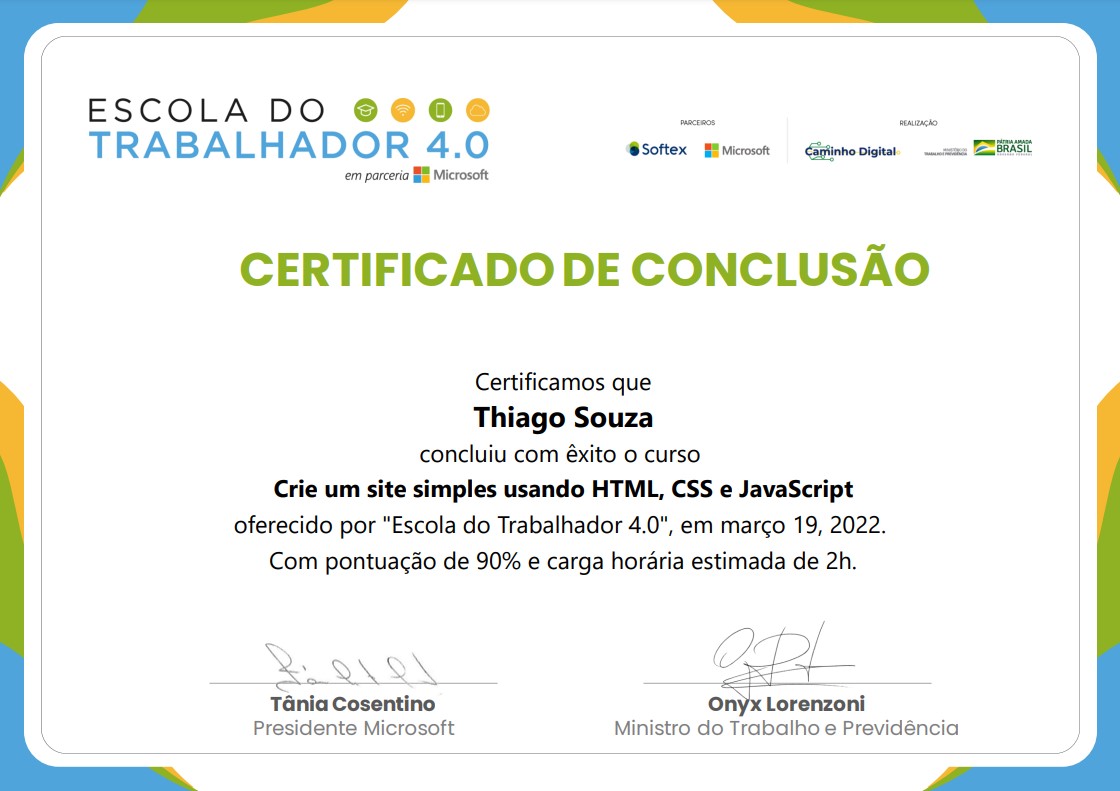 ESCOLA DO
TRABALHADOR 4.0
em parceria Microsoft
PARCEIROS
REALIZAÇÃO
Softex
Microsoft
Caminho Digital
MINISTÉRIO DO
TRABALHO E PREVIDÊNCIA
PÁTRIA AMADA
BRASIL
GOVERNO FEDERAL
CERTIFICADO DE CONCLUSÃO
Certificamos que
Thiago Souza
concluiu com êxito o curso
Crie um site simples usando HTML, CSS e JavaScript
oferecido por "Escola do Trabalhador 4.0", em março 19, 2022.
Com pontuação de 90% e carga horária estimada de 2h.
Tânia Cosentino
Presidente Microsoft
Onyx Lorenzoni
Ministro do Trabalho e Previdência